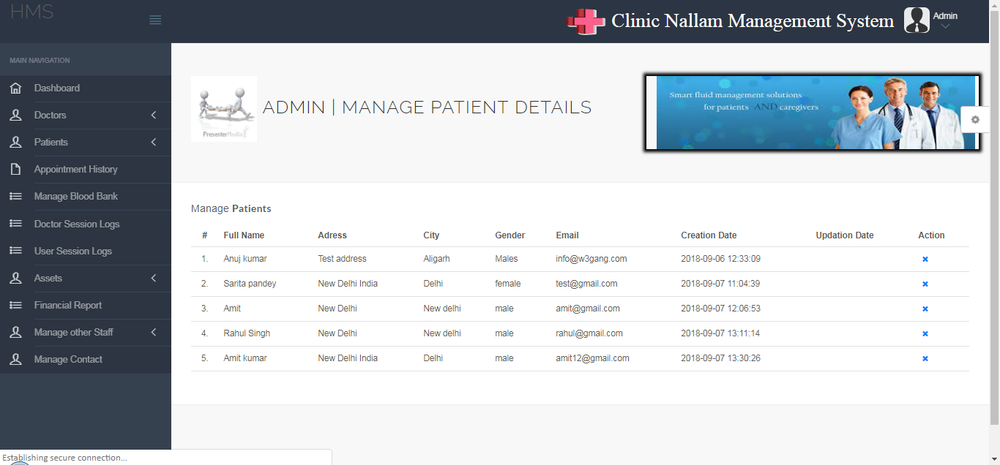 HMS
Clinic Nallam Management System
Admin
MAIN NAVIGATION
Dashboard
Doctors
Patients
Appointment History
Manage Blood Bank
Doctor Session Logs
User Session Logs
Assets
Financial Report
Manage other Staff
Manage Contact
PresenterMedia
ADMIN | MANAGE PATIENT DETAILS
Smart fluid management solutions
for patients AND caregivers
Manage Patients
# Full Name Adress City Gender Email Creation Date Updation Date Action
1. Anuj kumar Test address Aligarh Males info@w3gang.com 2018-09-06 12:33:09
2. Sarita pandey New Delhi India Delhi female test@gmail.com 2018-09-07 11:04:39
3. Amit New Delhi New delhi male amit@gmail.com 2018-09-07 12:06:53
4. Rahul Singh New Delhi New delhi male rahul@gmail.com 2018-09-07 13:11:14
5. Amit kumar New Delhi India Delhi male amit12@gmail.com 2018-09-07 13:30:26
Establishing secure connection...